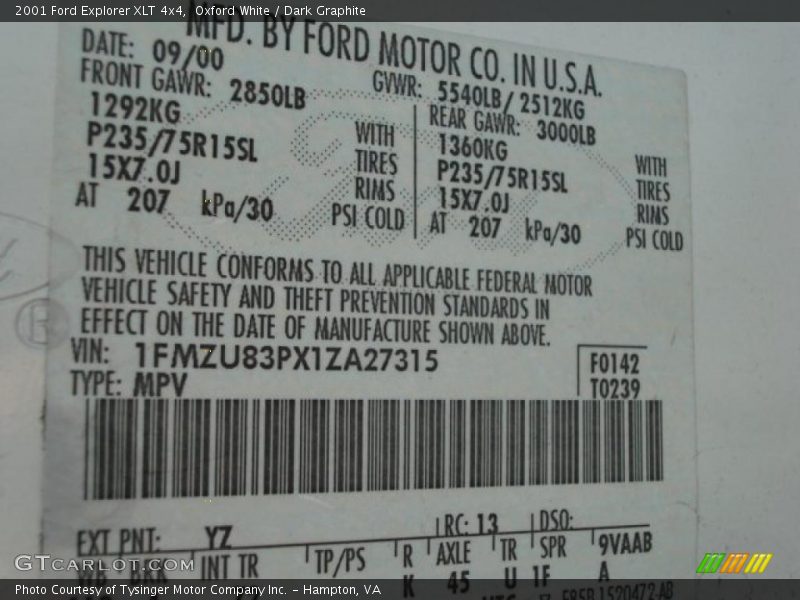 2001 Ford Explorer XLT 4x4,  Oxford White / Dark Graphite
MFD. BY FORD MOTOR CO. IN U.S.A.
DATE: 09/00 GVWR: 5540LB/ 2512KG
FRONT GAWR: 2850LB REAR GAWR: 3000LB
1292KG WITH 1360KG WITH
P235/75R15SL TIRES P235/75R15SL TIRES
15X7.0J RIMS 15X7.0J RIMS
AT 207 kPa/30 PSI COLD AT 207 kPa/30 PSI COLD
THIS VEHICLE CONFORMS TO ALL APPLICABLE FEDERAL MOTOR
VEHICLE SAFETY AND THEFT PREVENTION STANDARDS IN
EFFECT ON THE DATE OF MANUFACTURE SHOWN ABOVE.
VIN: 1FMZU83PX1ZA27315 F0142
TYPE: MPV T0239
EXT PNT: YZ RC: 13 DSO:
WB BRK INT TR TP/PS R AXLE TR SPR 9VAAB
K 45 U 1F A
GTCarLot.com
Photo Courtesy of Tysinger Motor Company Inc. - Hampton, VA